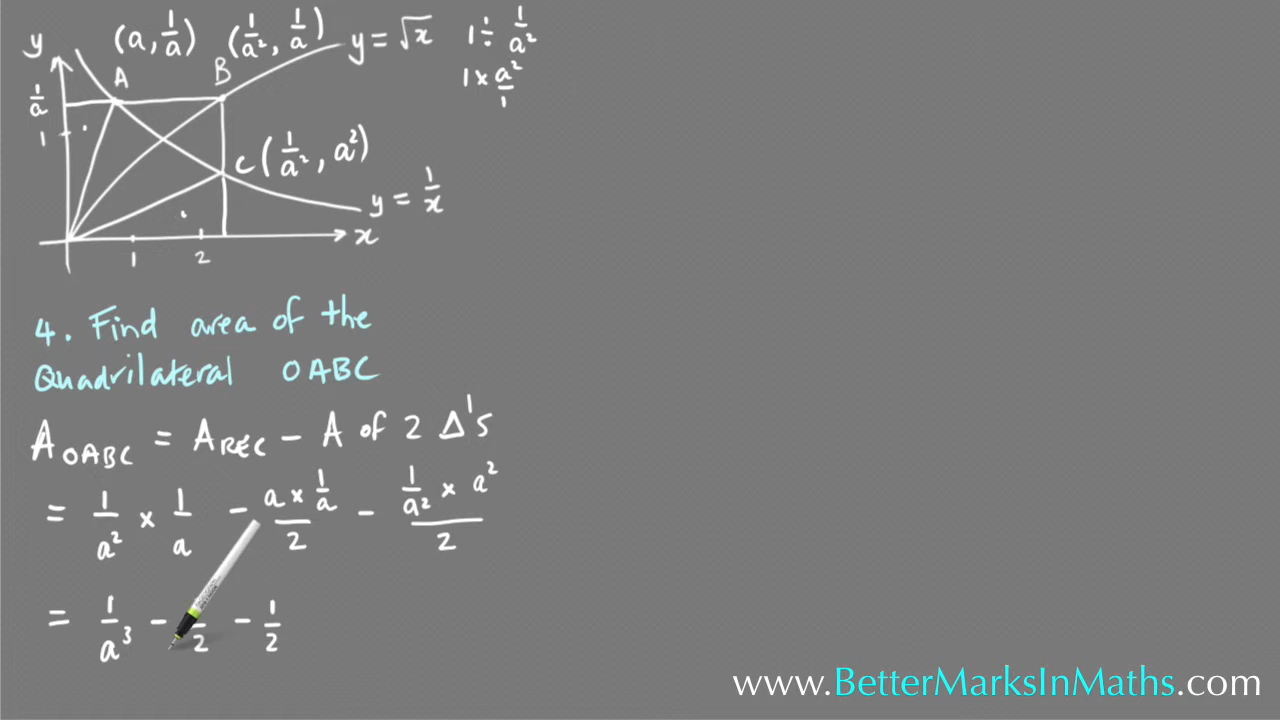 y (a, 1/a) (1/a², 1/a) y = √x 1 ÷ 1/a²
A B 1 × a²/1
1/a
1
C (1/a², a²)
y = 1/x
x
1 2
4. Find area of the
Quadrilateral OABC
A OABC = A REC - A of 2 Δ's
= 1/a² × 1/a - (a × 1/a)/2 - (1/a² × a²)/2
= 1/a³ - /2 - 1/2
www.BetterMarksInMaths.com